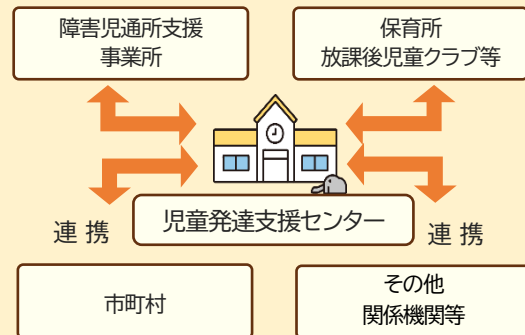 障害児通所支援
事業所
保育所
放課後児童クラブ等
児童発達支援センター
連携
連携
市町村
その他
関係機関等